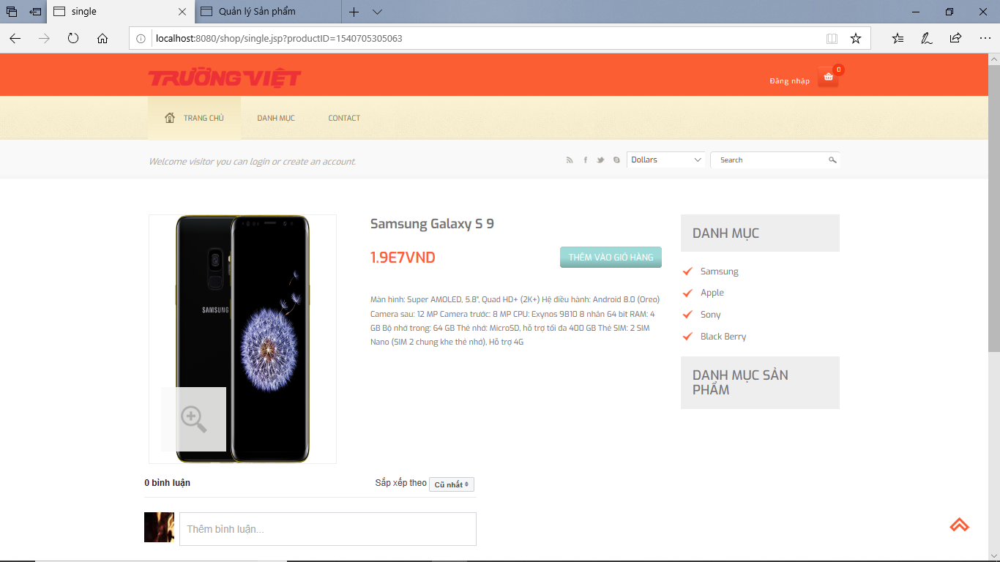 single
Quản lý Sản phẩm
localhost:8080/shop/single.jsp?productID=1540705305063
TRƯỜNG VIỆT
Đăng nhập
0
TRANG CHỦ
DANH MỤC
CONTACT
Welcome visitor you can login or create an account.
Dollars
Search
SAMSUNG
Samsung Galaxy S 9
1.9E7VND
THÊM VÀO GIỎ HÀNG
Màn hình: Super AMOLED, 5.8", Quad HD+ (2K+) Hệ điều hành: Android 8.0 (Oreo)
Camera sau: 12 MP Camera trước: 8 MP CPU: Exynos 9810 8 nhân 64 bit RAM: 4
GB Bộ nhớ trong: 64 GB Thẻ nhớ: MicroSD, hỗ trợ tối đa 400 GB Thẻ SIM: 2 SIM
Nano (SIM 2 chung khe thẻ nhớ), Hỗ trợ 4G
DANH MỤC
Samsung
Apple
Sony
Black Berry
DANH MỤC SẢN
PHẨM
0 bình luận
Sắp xếp theo
Cũ nhất
Thêm bình luận...